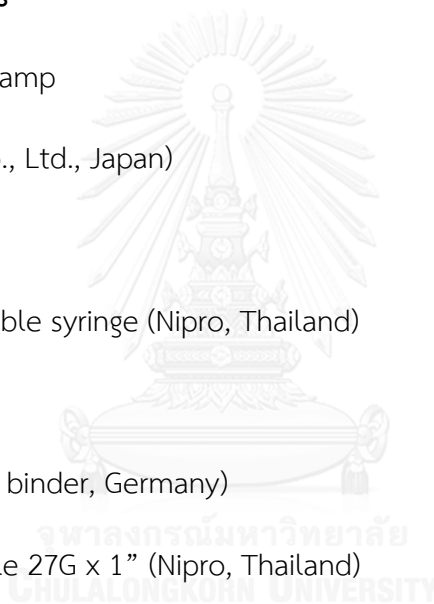 amp
., Ltd., Japan)
ble syringe (Nipro, Thailand)
binder, Germany)
จุฬาลงกรณ์มหาวิทยาลัย
le 27G x 1” (Nipro, Thailand)
CHULALONGKORN UNIVERSITY